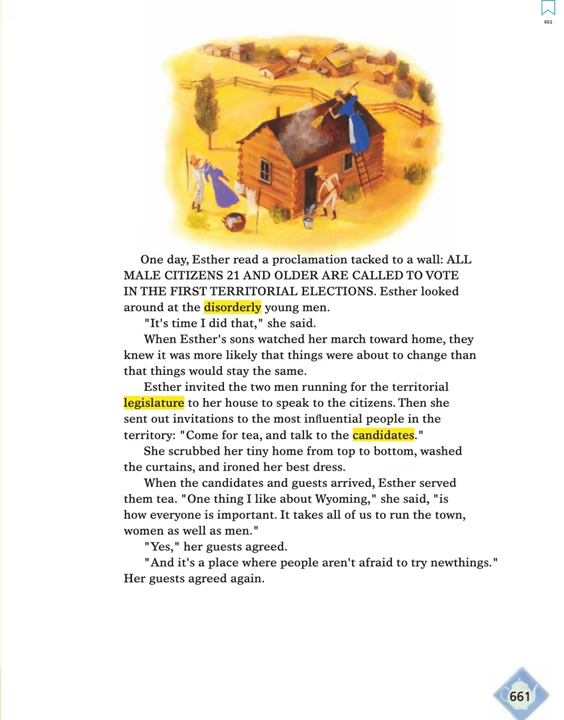 661
One day, Esther read a proclamation tacked to a wall: ALL
MALE CITIZENS 21 AND OLDER ARE CALLED TO VOTE
IN THE FIRST TERRITORIAL ELECTIONS. Esther looked
around at the disorderly young men.
"It's time I did that," she said.
When Esther's sons watched her march toward home, they
knew it was more likely that things were about to change than
that things would stay the same.
Esther invited the two men running for the territorial
legislature to her house to speak to the citizens. Then she
sent out invitations to the most influential people in the
territory: "Come for tea, and talk to the candidates."
She scrubbed her tiny home from top to bottom, washed
the curtains, and ironed her best dress.
When the candidates and guests arrived, Esther served
them tea. "One thing I like about Wyoming," she said, "is
how everyone is important. It takes all of us to run the town,
women as well as men."
"Yes," her guests agreed.
"And it's a place where people aren't afraid to try newthings."
Her guests agreed again.
661